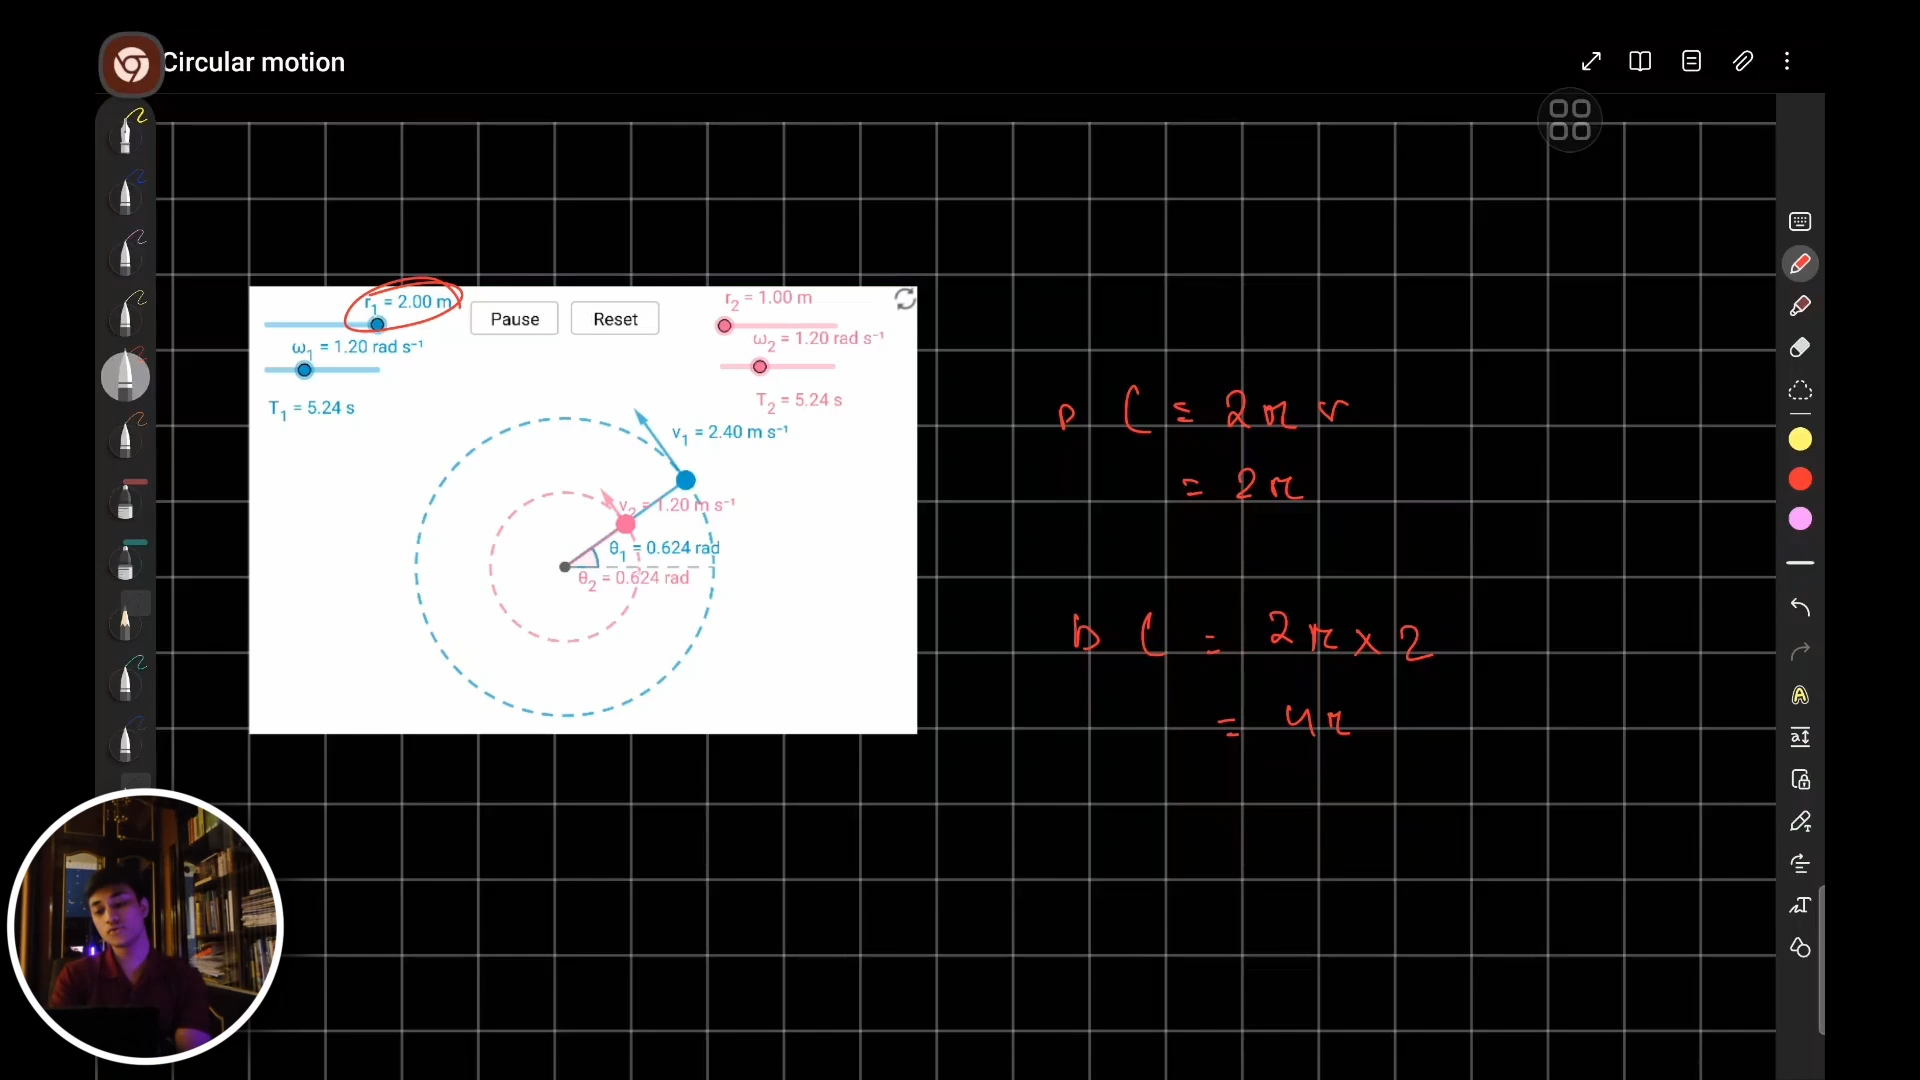 Circular motion
r₁ = 2.00 m
Pause
Reset
r₂ = 1.00 m
ω₁ = 1.20 rad s⁻¹
ω₂ = 1.20 rad s⁻¹
T₁ = 5.24 s
T₂ = 5.24 s
v₁ = 2.40 m s⁻¹
v₂ = 1.20 m s⁻¹
θ₁ = 0.624 rad
θ₂ = 0.624 rad
P C = 2π r
= 2π
b C = 2π × 2
= 4π